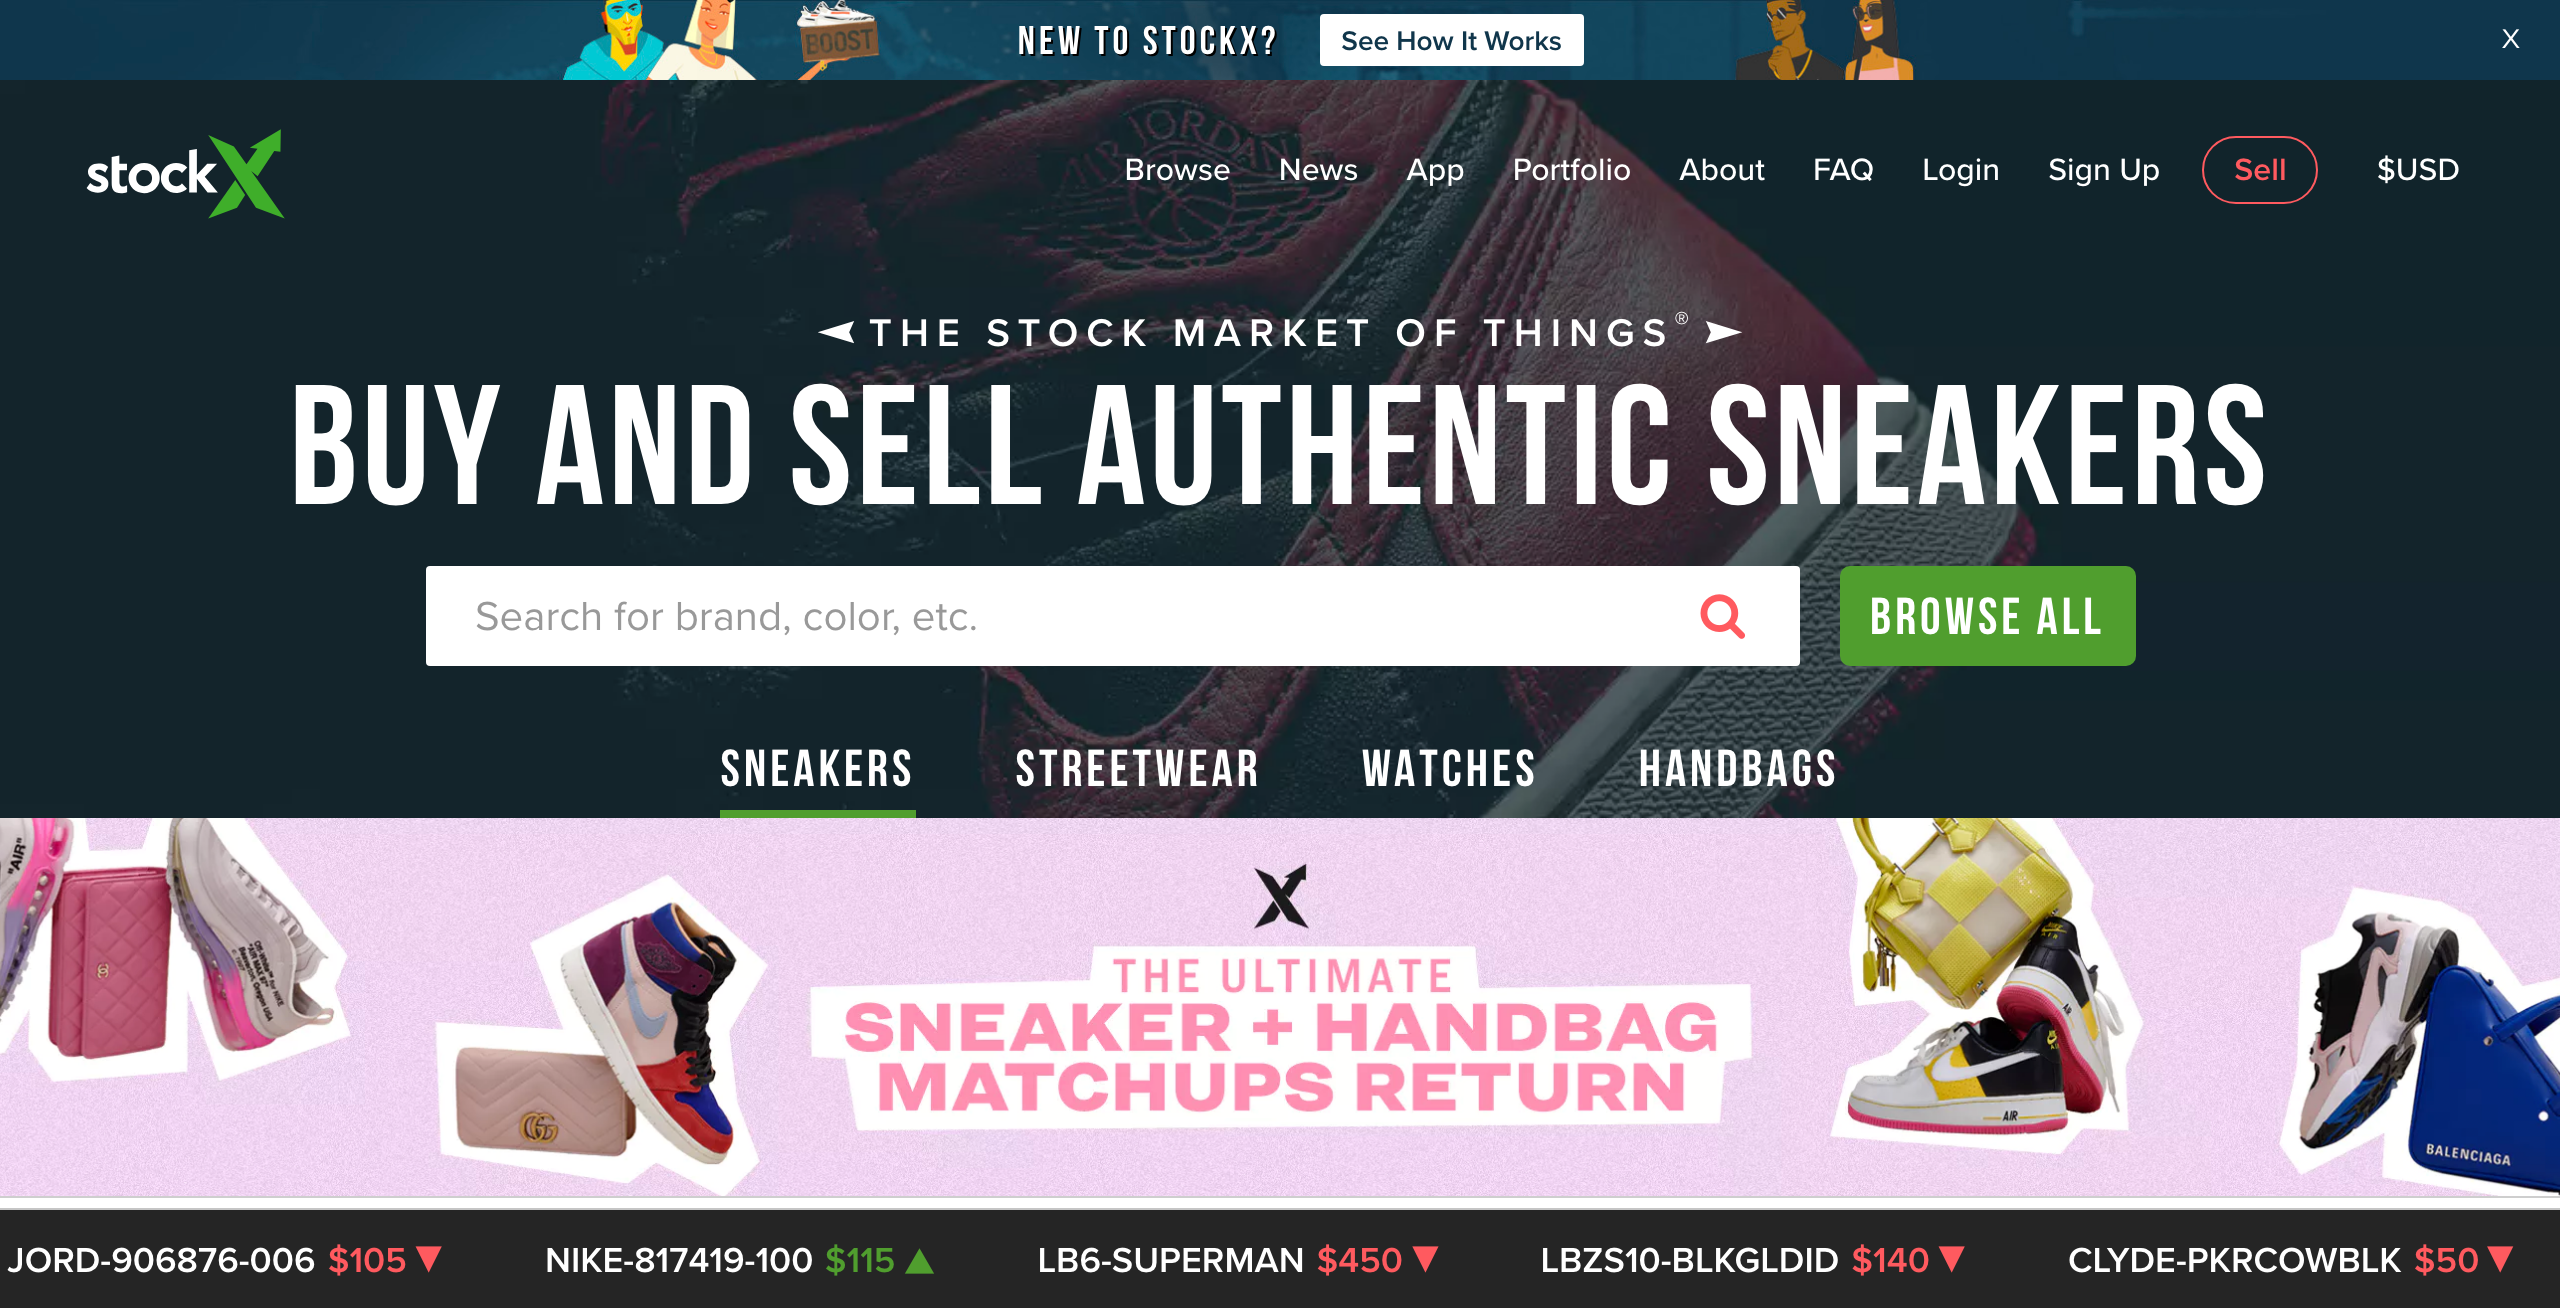 BOOST
NEW TO STOCKX?
See How It Works
X
stockX
Browse
News
App
Portfolio
About
FAQ
Login
Sign Up
Sell
$USD
AIR JORDAN
THE STOCK MARKET OF THINGS®
BUY AND SELL AUTHENTIC SNEAKERS
Search for brand, color, etc.
BROWSE ALL
SNEAKERS
STREETWEAR
WATCHES
HANDBAGS
"AIR"
X
THE ULTIMATE
SNEAKER + HANDBAG
MATCHUPS RETURN
AIR
BALENCIAGA
JORD-906876-006 $105 ▼
NIKE-817419-100 $115 ▲
LB6-SUPERMAN $450 ▼
LBZS10-BLKGLDID $140 ▼
CLYDE-PKRCOWBLK $50 ▼